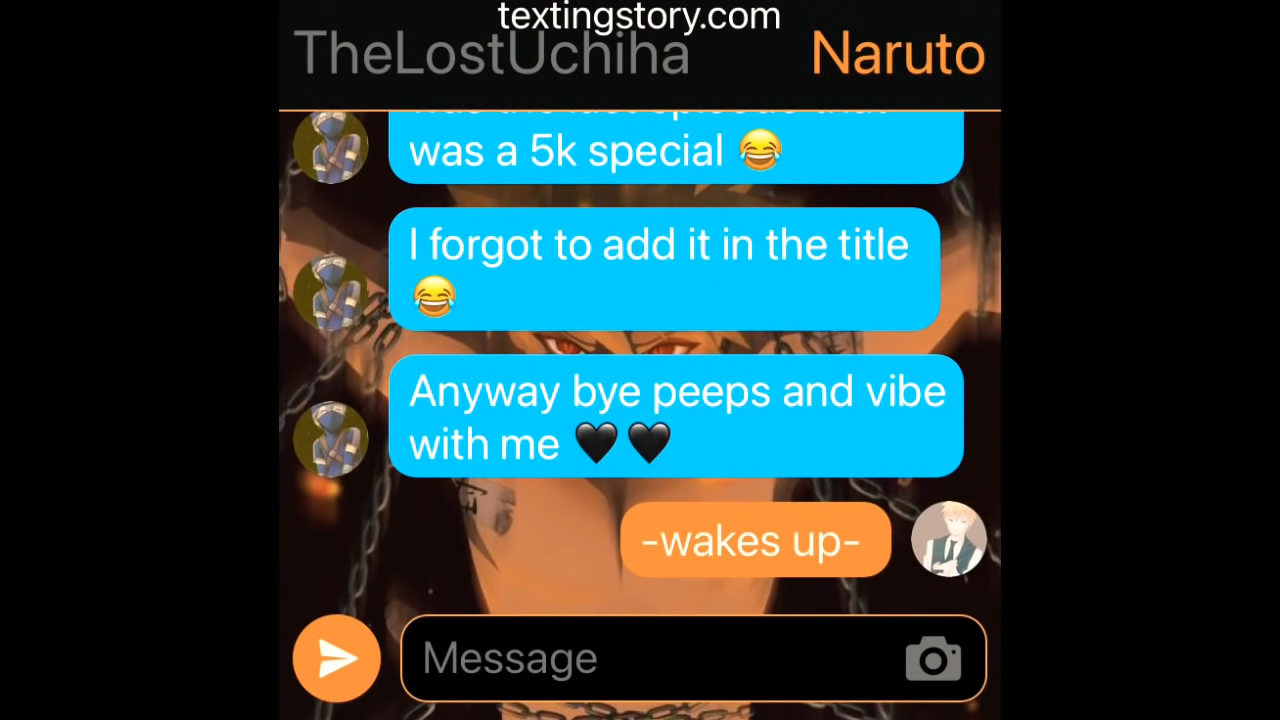 textingstory.com
TheLostUchiha
Naruto
was a 5k special 😂
I forgot to add it in the title
😂
Anyway bye peeps and vibe
with me 🖤🖤
-wakes up-
Message